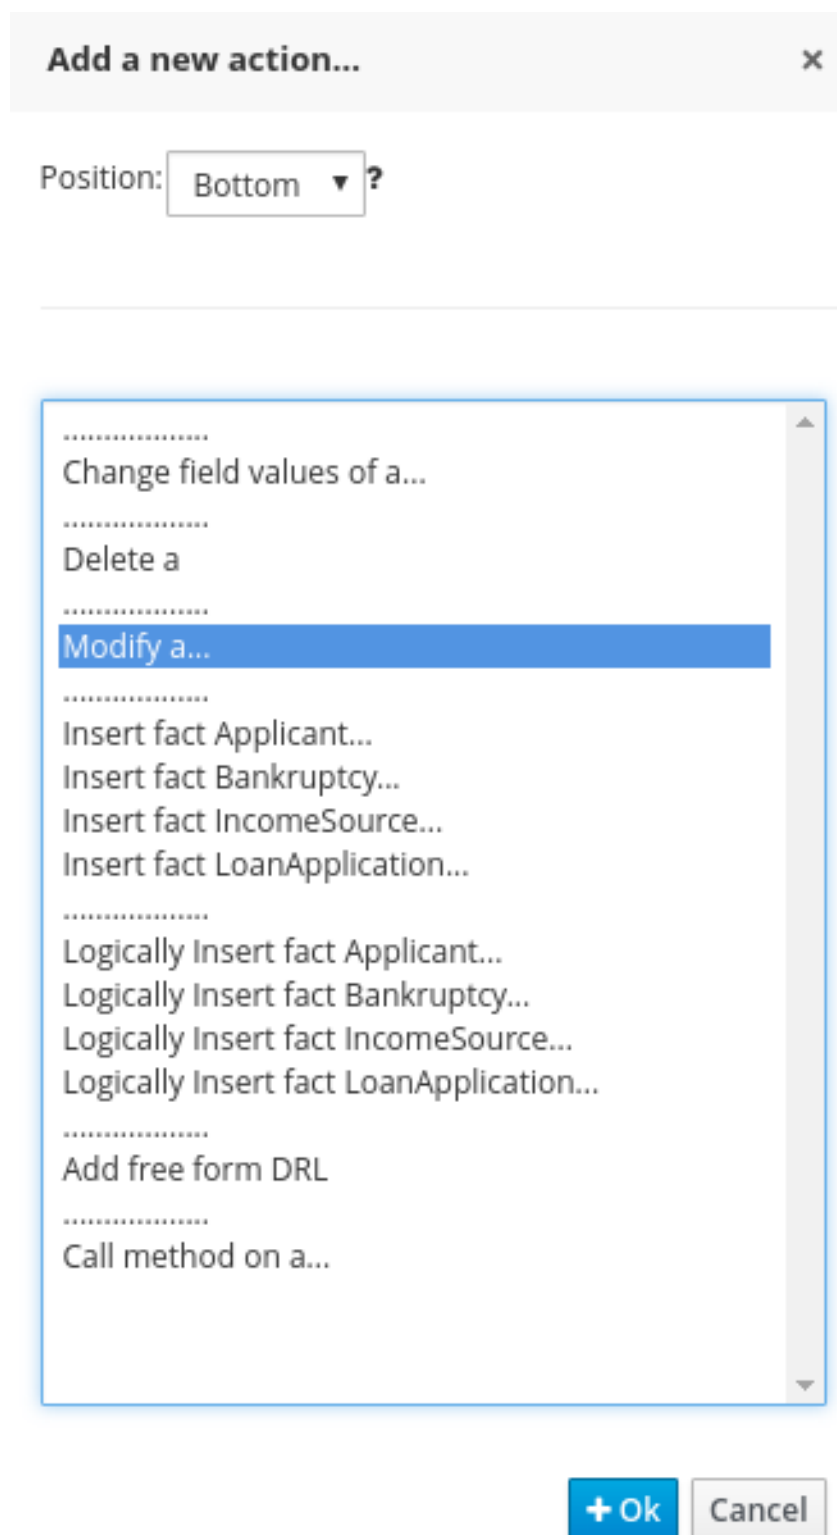 Add a new action... ×
Position: Bottom ▼ ?
..................
Change field values of a...
..................
Delete a
..................
Modify a...
..................
Insert fact Applicant...
Insert fact Bankruptcy...
Insert fact IncomeSource...
Insert fact LoanApplication...
..................
Logically Insert fact Applicant...
Logically Insert fact Bankruptcy...
Logically Insert fact IncomeSource...
Logically Insert fact LoanApplication...
..................
Add free form DRL
..................
Call method on a...
+ Ok Cancel